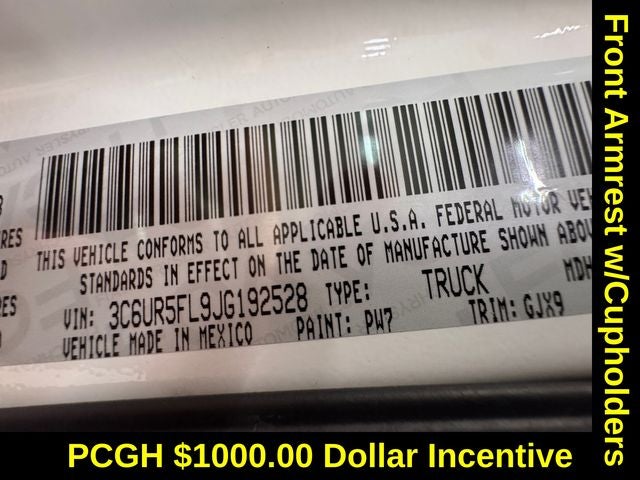 THIS VEHICLE CONFORMS TO ALL APPLICABLE U.S.A. FEDERAL MOTOR VEH
STANDARDS IN EFFECT ON THE DATE OF MANUFACTURE SHOWN ABOV
VIN: 3C6UR5FL9JG192528 TYPE: TRUCK MDH
VEHICLE MADE IN MEXICO PAINT: PW7 TRIM: GJX9
Front Armrest w/Cupholders
PCGH $1000.00 Dollar Incentive